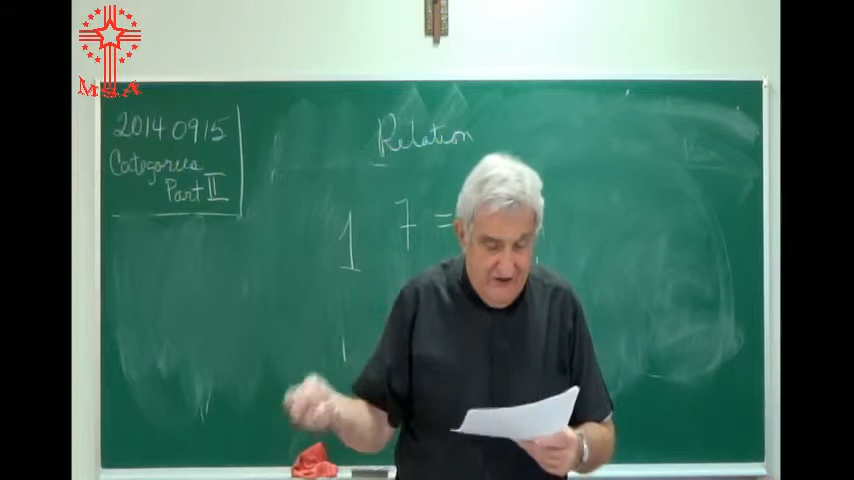 MSA
20140915
Categories
Part II
Relation
1 7 =